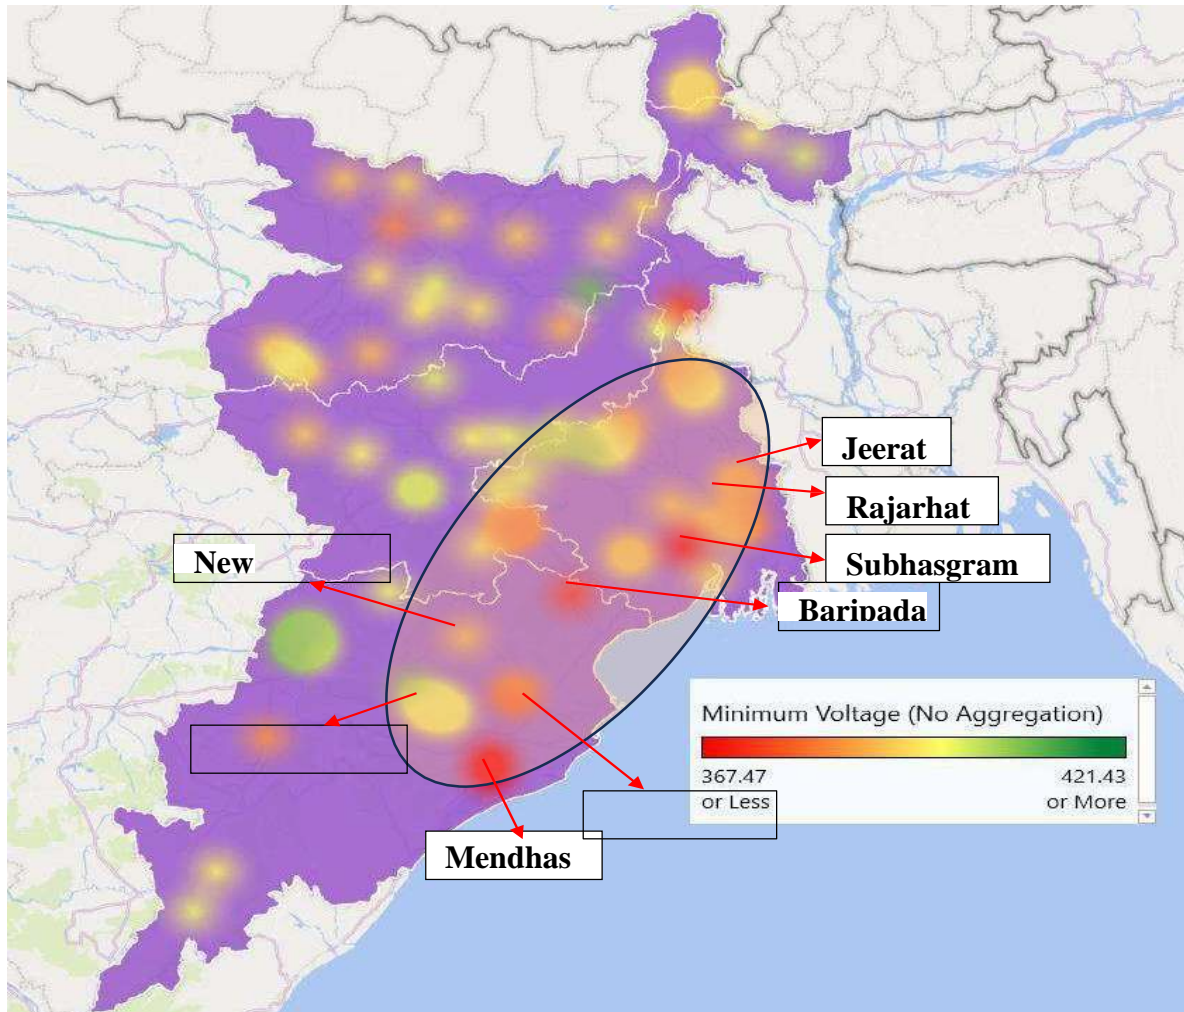 Jeerat
Rajarhat
New
Subhasgram
Baripada
Minimum Voltage (No Aggregation)
367.47
or Less
421.43
or More
Mendhas